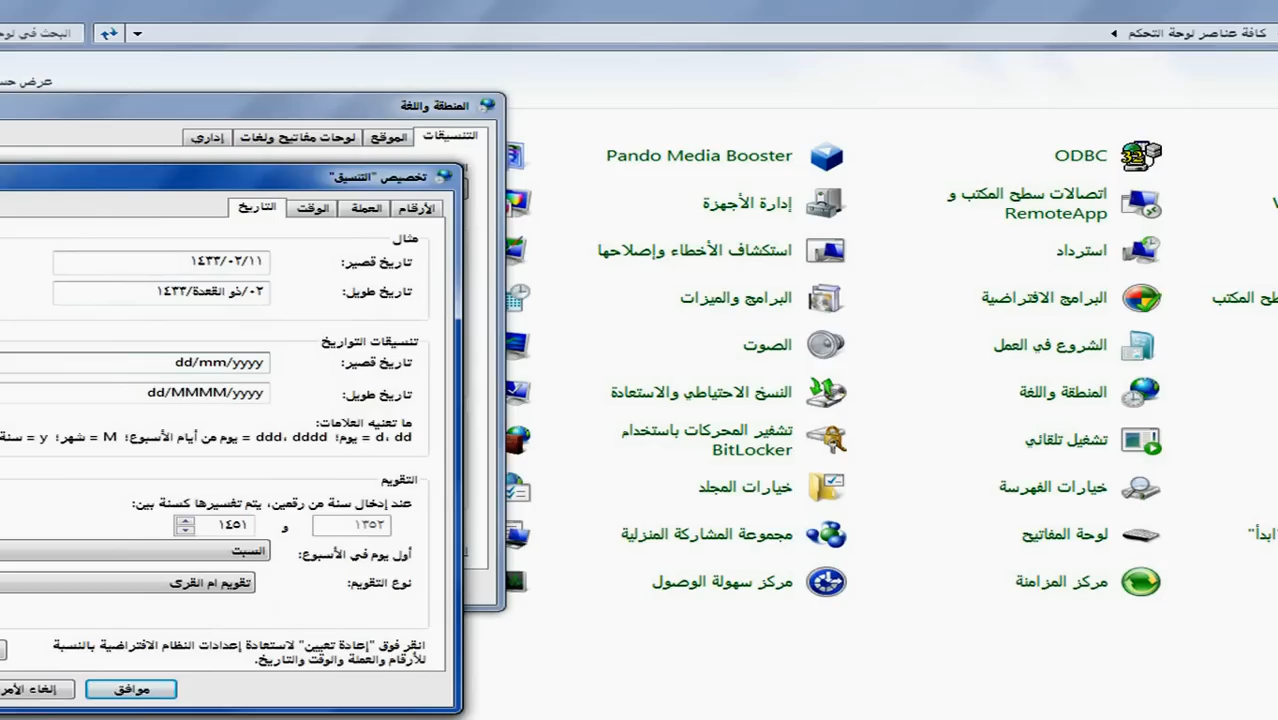 كافة عناصر لوحة التحكم
البحث في
عرض
المنطقة واللغة
التنسيقات
الموقع
لوحات مفاتيح ولغات
إداري
تخصيص "التنسيق"
الأرقام
العملة
الوقت
التاريخ
مثال
تاريخ قصير:
١٤٣٣/٠٢/١١
تاريخ طويل:
٠٢/ذو القعدة/١٤٣٣
تنسيقات التواريخ
تاريخ قصير:
dd/mm/yyyy
تاريخ طويل:
dd/MMMM/yyyy
ما تعنيه العلامات:
d، dd = يوم؛ ddd، dddd = يوم من أيام الأسبوع؛ M = شهر؛ y = سنة
التقويم
عند إدخال سنة من رقمين، يتم تفسيرها كسنة بين:
١٣٥٢ و ١٤٥١
أول يوم في الأسبوع:
السبت
نوع التقويم:
تقويم ام القرى
انقر فوق "إعادة تعيين" لاستعادة إعدادات النظام الافتراضية بالنسبة
للأرقام والعملة والوقت والتاريخ.
موافق
إلغاء الأمر
ODBC
اتصالات سطح المكتب و
RemoteApp
استرداد
البرامج الافتراضية
الشروع في العمل
المنطقة واللغة
تشغيل تلقائي
خيارات الفهرسة
لوحة المفاتيح
مركز المزامنة
Pando Media Booster
إدارة الأجهزة
استكشاف الأخطاء وإصلاحها
البرامج والميزات
الصوت
النسخ الاحتياطي والاستعادة
تشفير المحركات باستخدام
BitLocker
خيارات المجلد
مجموعة المشاركة المنزلية
مركز سهولة الوصول
سطح المكتب
ابدأ"